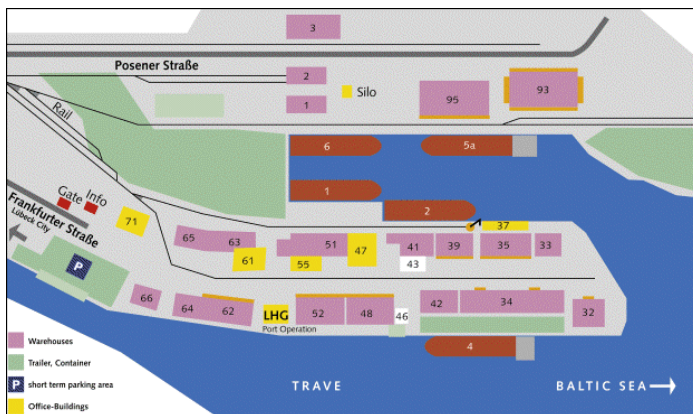 3
Posener Straße
2
1
Silo
95
93
Rail
6
5a
1
2
Gate
Info
Frankfurter Straße
Lübeck City
71
37
65
63
61
51
55
47
41
43
39
35
33
P
66
64
62
LHG
Port Operation
52
48
46
42
34
32
4
Warehouses
Trailer, Container
P short term parking area
Office-Buildings
TRAVE
BALTIC SEA